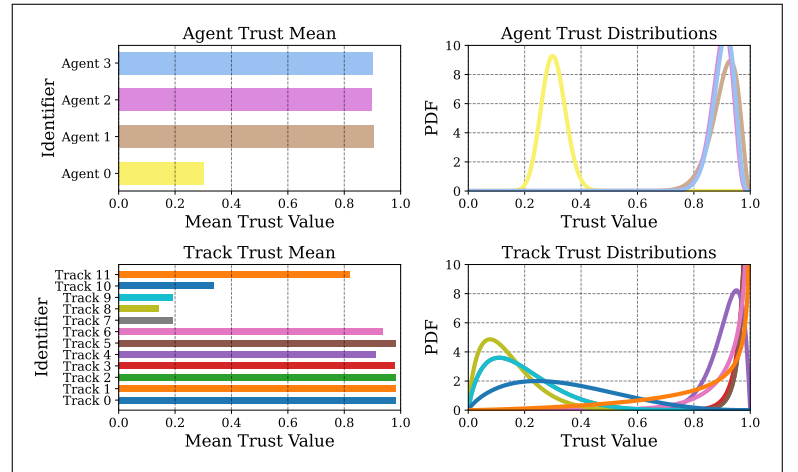 Agent Trust Mean
Identifier
Agent 3
Agent 2
Agent 1
Agent 0
0.0 0.2 0.4 0.6 0.8 1.0
Mean Trust Value
Agent Trust Distributions
PDF
10
8
6
4
2
0
0.0 0.2 0.4 0.6 0.8 1.0
Trust Value
Track Trust Mean
Identifier
Track 11
Track 10
Track 9
Track 8
Track 7
Track 6
Track 5
Track 4
Track 3
Track 2
Track 1
Track 0
0.0 0.2 0.4 0.6 0.8 1.0
Mean Trust Value
Track Trust Distributions
PDF
10
8
6
4
2
0
0.0 0.2 0.4 0.6 0.8 1.0
Trust Value